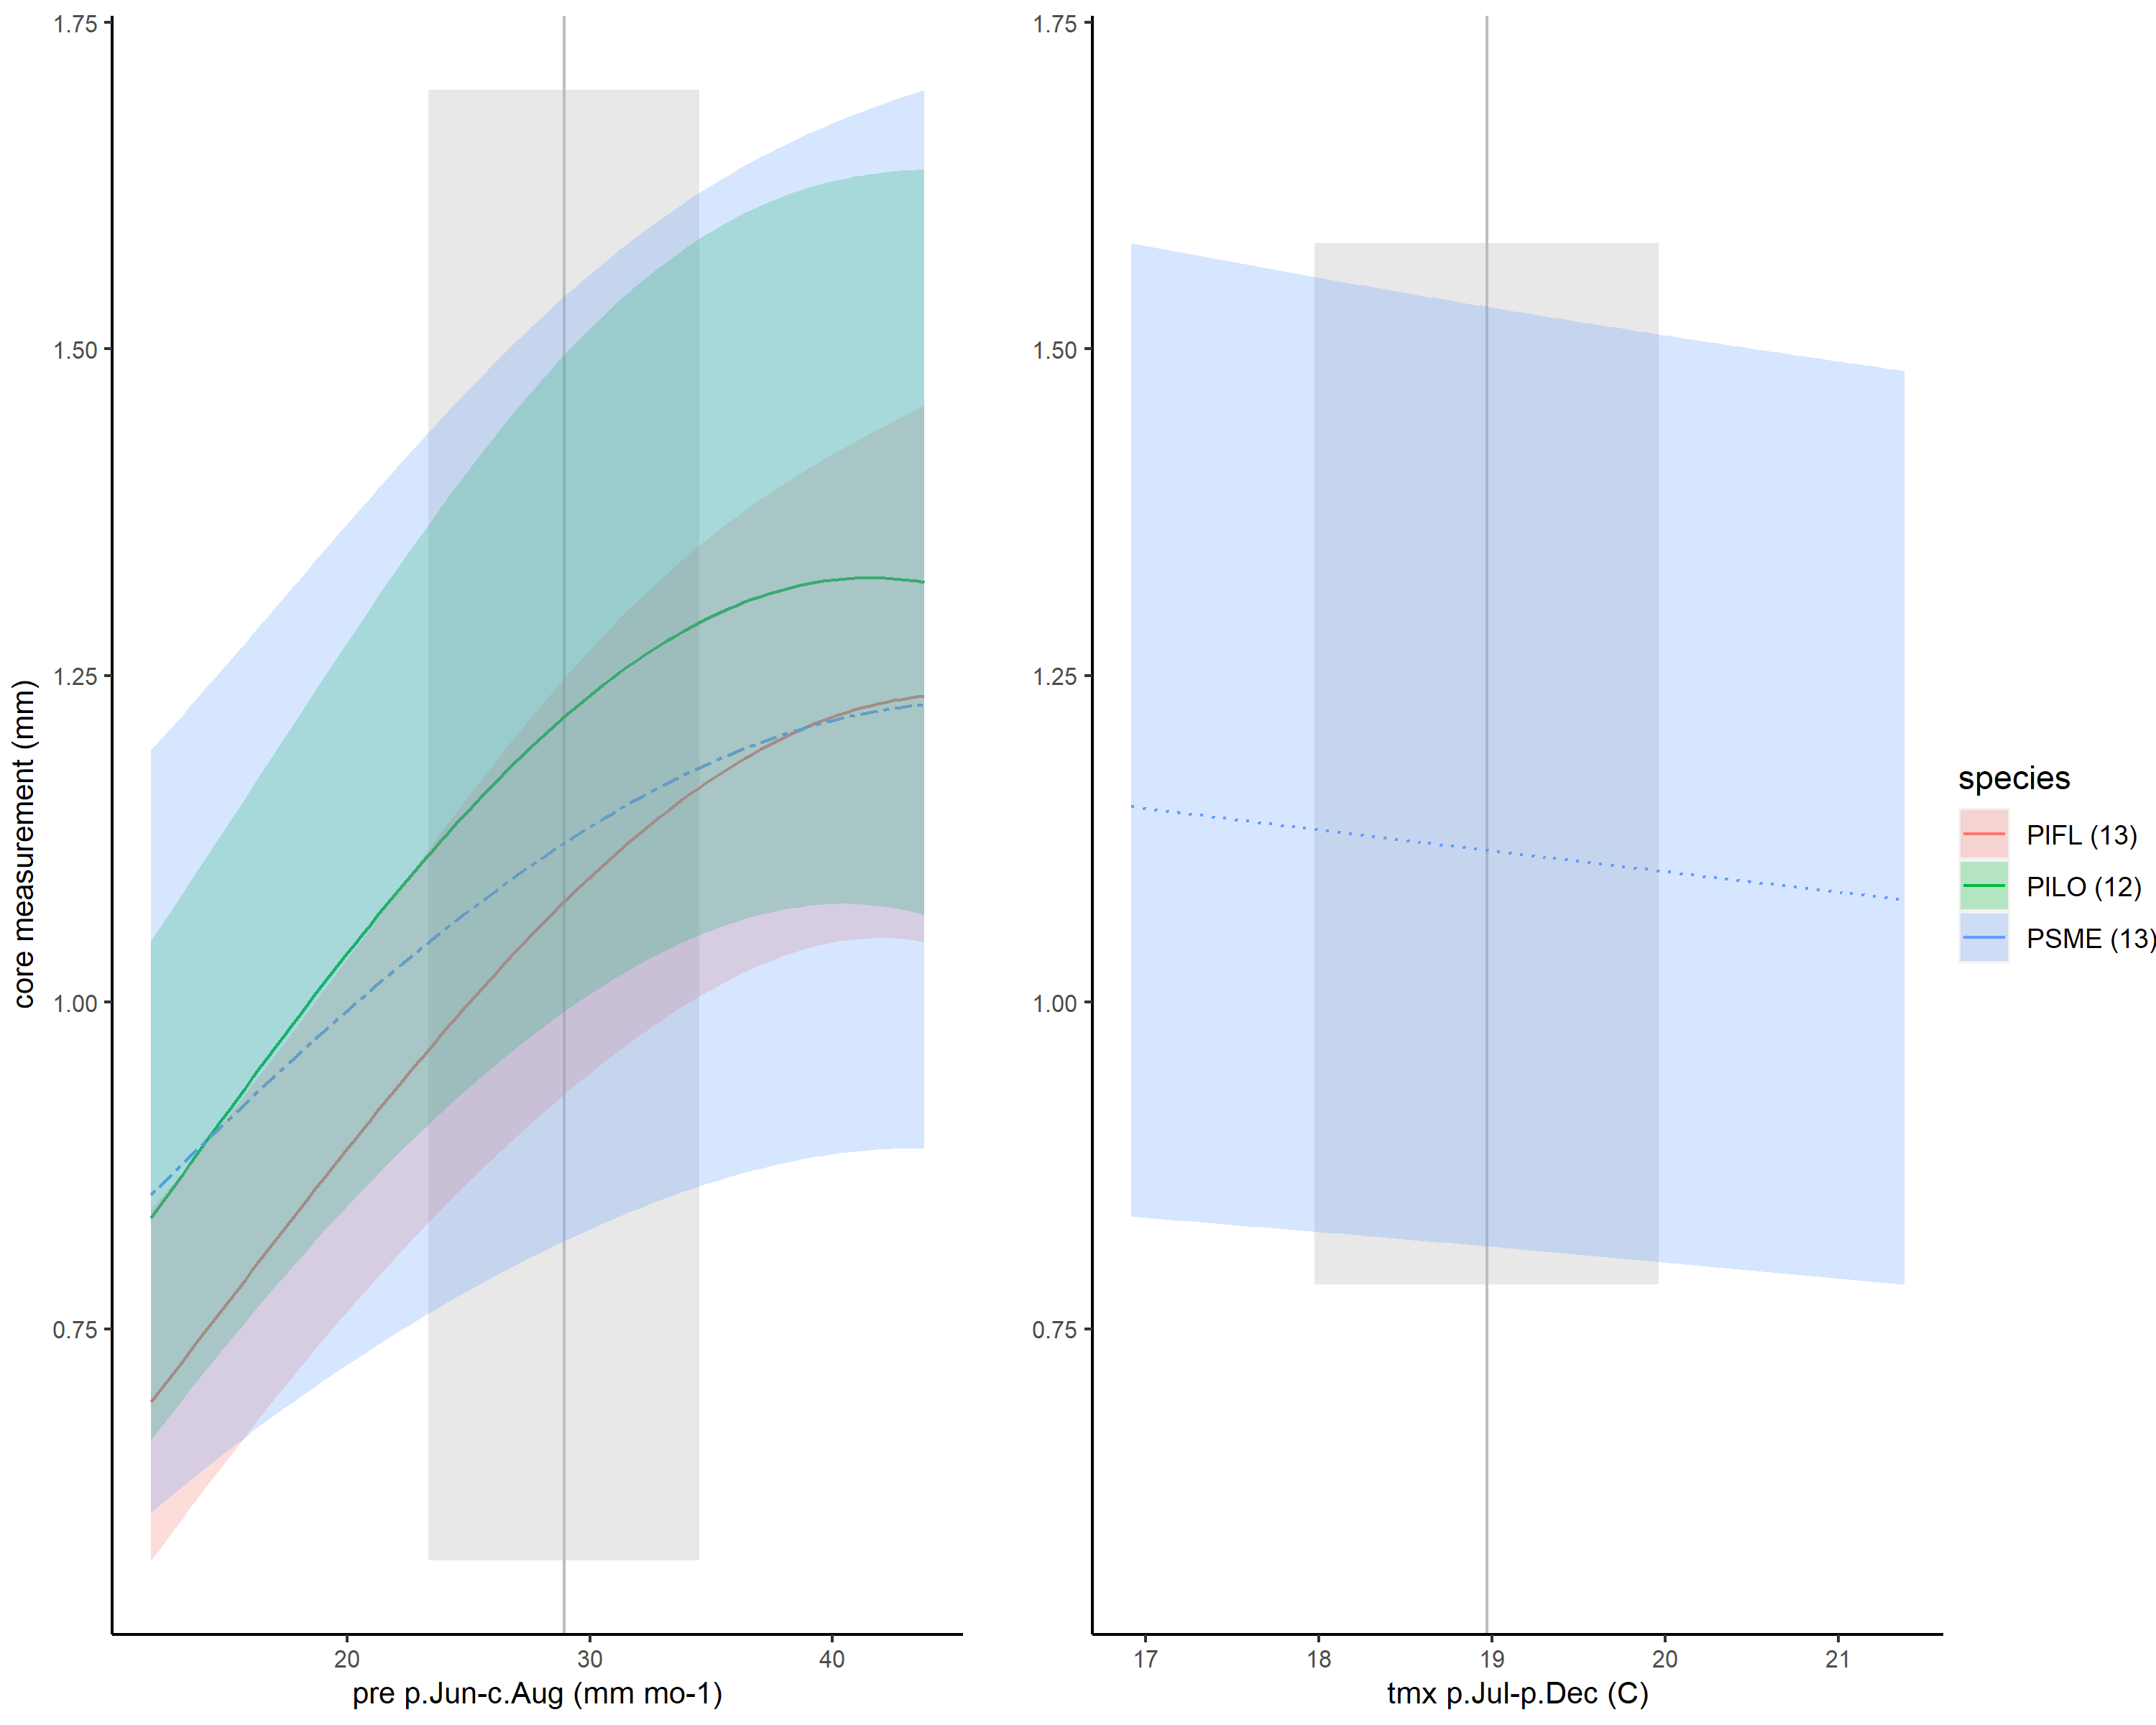 1.75
1.50
1.25
1.00
0.75
core measurement (mm)
20 30 40
pre p.Jun-c.Aug (mm mo-1)
1.75
1.50
1.25
1.00
0.75
17 18 19 20 21
tmx p.Jul-p.Dec (C)
species
PIFL (13)
PILO (12)
PSME (13)